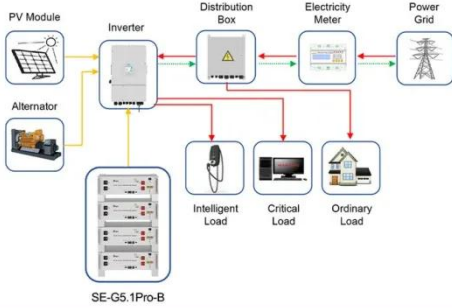 PV Module
Inverter
Distribution
Box
Electricity
Meter
Power
Grid
Alternator
Intelligent
Load
Critical
Load
Ordinary
Load
SE-G5.1Pro-B